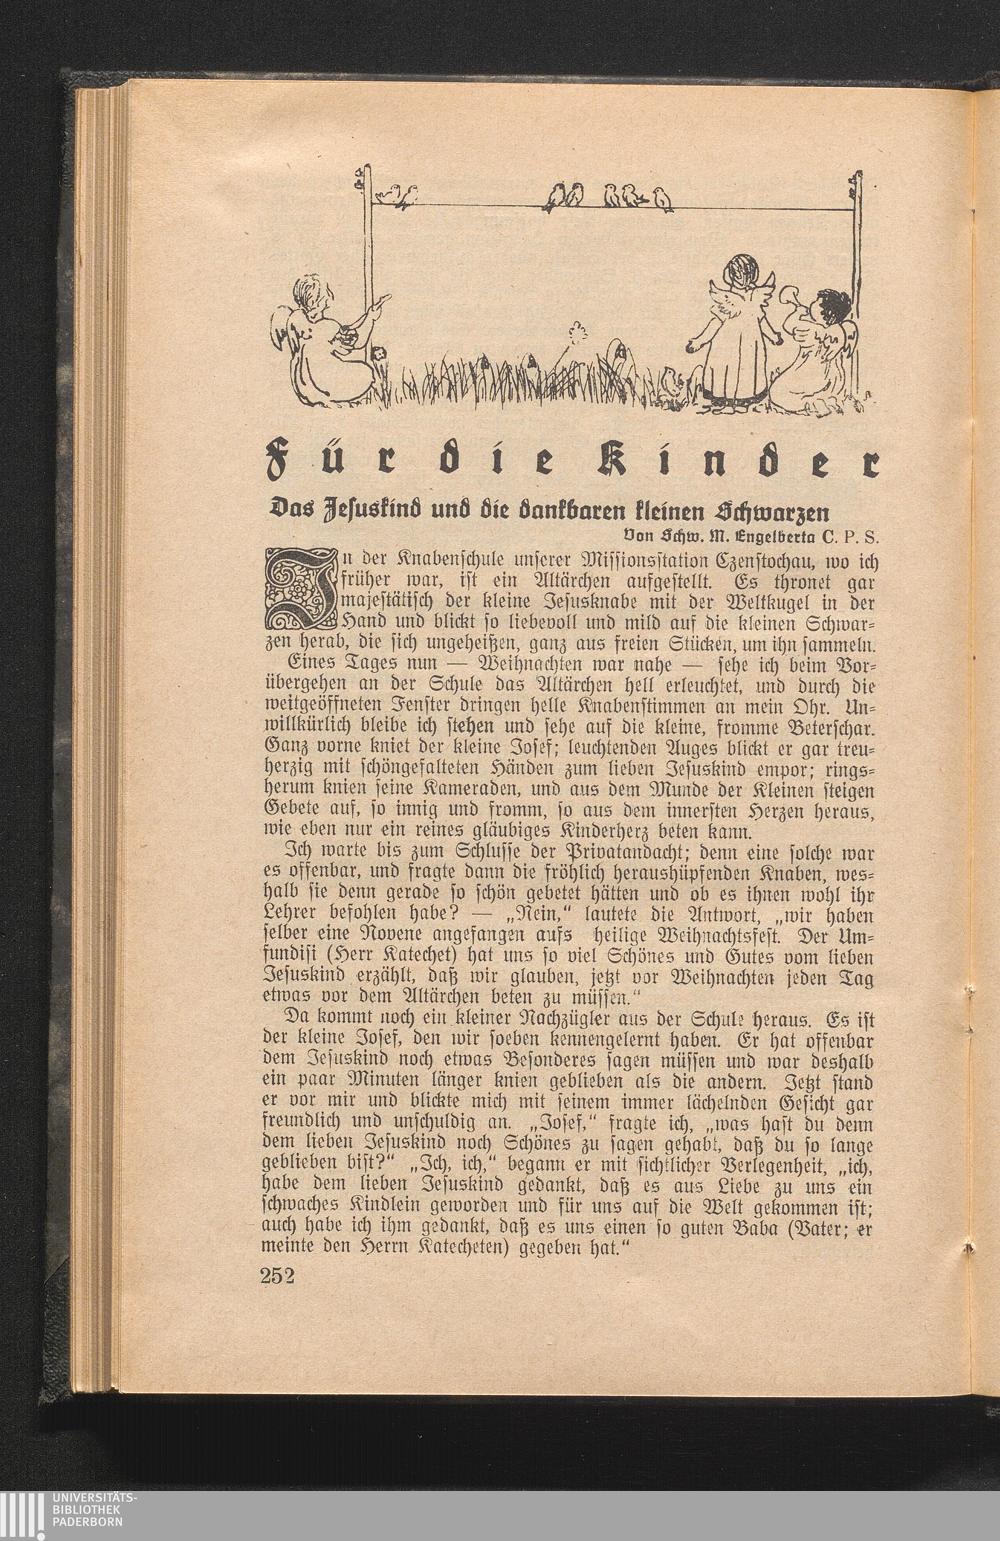 Für die Kinder
Das Jesuskind und die dankbaren kleinen Schwarzen
Von Schw. M. Engelberta C. P. S.
In der Knabenschule unserer Missionsstation Czenstochau, wo ich
früher war, ist ein Altärchen aufgestellt. Es thronet gar
majestätisch der kleine Jesusknabe mit der Weltkugel in der
Hand und blickt so liebevoll und mild auf die kleinen Schwar-
zen herab, die sich ungeheißen, ganz aus freien Stücken, um ihn sammeln.
Eines Tages nun — Weihnachten war nahe — sehe ich beim Vor-
übergehen an der Schule das Altärchen hell erleuchtet, und durch die
weitgeöffneten Fenster dringen helle Knabenstimmen an mein Ohr. Un-
willkürlich bleibe ich stehen und sehe auf die kleine, fromme Beterschar.
Ganz vorne kniet der kleine Josef; leuchtenden Auges blickt er gar treu-
herzig mit schöngefalteten Händen zum lieben Jesuskind empor; rings-
herum knien seine Kameraden, und aus dem Munde der Kleinen steigen
Gebete auf, so innig und fromm, so aus dem innersten Herzen heraus,
wie eben nur ein reines gläubiges Kinderherz beten kann.
Ich warte bis zum Schlusse der Privatandacht; denn eine solche war
es offenbar, und fragte dann die fröhlich heraushüpfenden Knaben, wes-
halb sie denn gerade so schön gebetet hätten und ob es ihnen wohl ihr
Lehrer befohlen habe? — „Nein,“ lautete die Antwort, „wir haben
selber eine Novene angefangen aufs heilige Weihnachtsfest. Der Um-
fundisi (Herr Katechet) hat uns so viel Schönes und Gutes vom lieben
Jesuskind erzählt, daß wir glauben, jetzt vor Weihnachten jeden Tag
etwas vor dem Altärchen beten zu müssen.“
Da kommt noch ein kleiner Nachzügler aus der Schule heraus. Es ist
der kleine Josef, den wir soeben kennengelernt haben. Er hat offenbar
dem Jesuskind noch etwas Besonderes sagen müssen und war deshalb
ein paar Minuten länger knien geblieben als die andern. Jetzt stand
er vor mir und blickte mich mit seinem immer lächelnden Gesicht gar
freundlich und unschuldig an. „Josef,“ fragte ich, „was hast du denn
dem lieben Jesuskind noch Schönes zu sagen gehabt, daß du so lange
geblieben bist?“ „Ich, ich,“ begann er mit sichtlicher Verlegenheit, „ich,
habe dem lieben Jesuskind gedankt, daß es aus Liebe zu uns ein
schwaches Kindlein geworden und für uns auf die Welt gekommen ist;
auch habe ich ihm gedankt, daß es uns einen so guten Baba (Vater; er
meinte den Herrn Katecheten) gegeben hat.“
252
UNIVERSITÄTS-
BIBLIOTHEK
PADERBORN